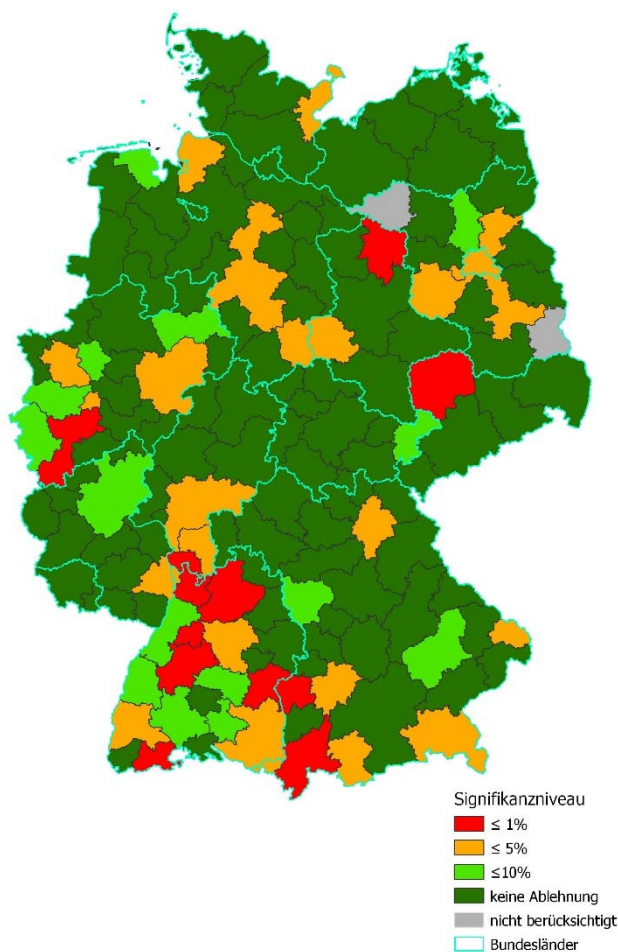 Signifikanzniveau
≤ 1%
≤ 5%
≤10%
keine Ablehnung
nicht berücksichtigt
Bundesländer